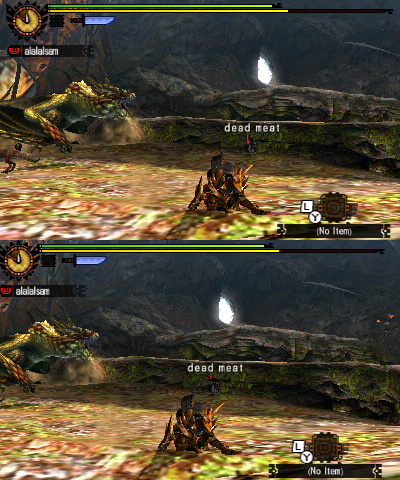 alalalsam
dead meat
L
Y
(No Item)
alalalsam
dead meat
L
Y
(No Item)